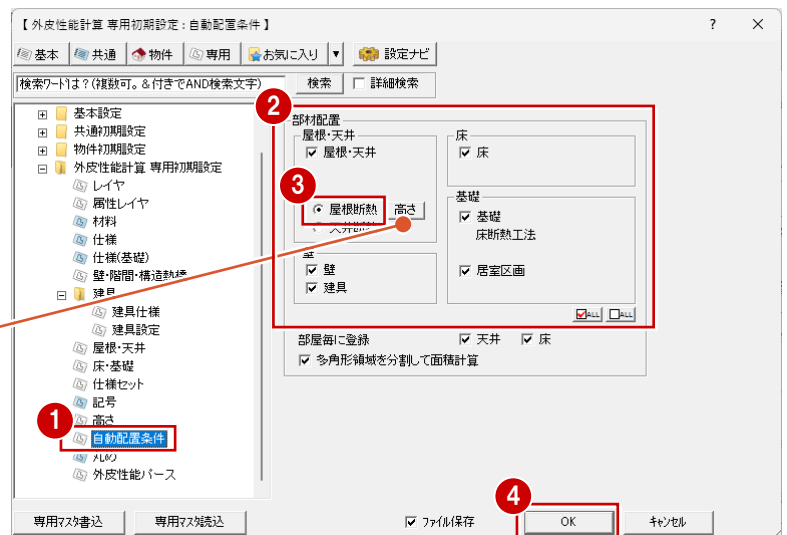 【 外皮性能計算 専用初期設定 : 自動配置条件 】 ? ×
基本 共通 物件 専用 お気に入り ▼ 設定ナビ
検索ワードは？(複数可。＆付きでAND検索文字) 検索 詳細検索
基本設定
共通初期設定
物件初期設定
外皮性能計算 専用初期設定
レイヤ
属性レイヤ
材料
仕様
仕様(基礎)
壁・階間・構造熱橋
建具
建具仕様
建具設定
屋根・天井
床・基礎
仕様セット
記号
高さ
1
自動配置条件
丸め
外皮性能パース
2
部材配置
屋根・天井
屋根・天井
3
屋根断熱 高さ
天井断熱
壁
壁
建具
床
床
基礎
基礎
床断熱工法
居室区画
ALL ALL
部屋毎に登録 天井 床
多角形領域を分割して面積計算
4
専用マスタ書込 専用マスタ読込 ファイル保存 OK キャンセル